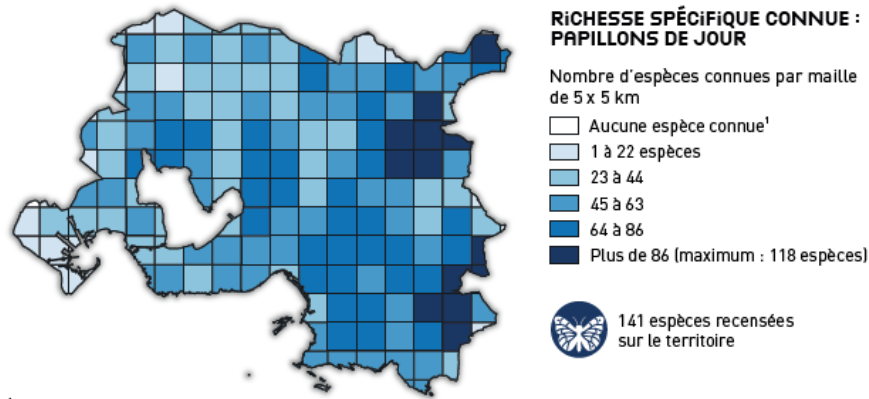 RiCHESSE SPÉCiFiQUE CONNUE :
PAPILLONS DE JOUR
Nombre d'espèces connues par maille
de 5 x 5 km
Aucune espèce connue¹
1 à 22 espèces
23 à 44
45 à 63
64 à 86
Plus de 86 (maximum : 118 espèces)
141 espèces recensées
sur le territoire